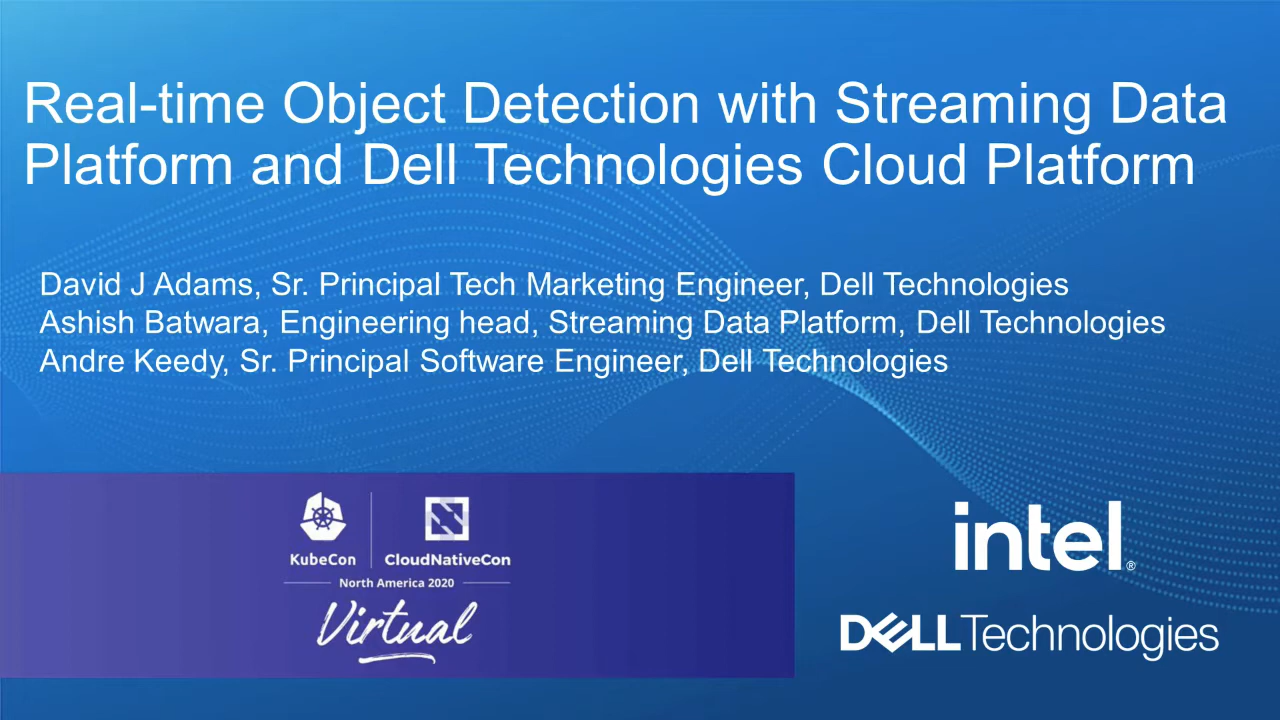 Real-time Object Detection with Streaming Data
Platform and Dell Technologies Cloud Platform
David J Adams, Sr. Principal Tech Marketing Engineer, Dell Technologies
Ashish Batwara, Engineering head, Streaming Data Platform, Dell Technologies
Andre Keedy, Sr. Principal Software Engineer, Dell Technologies
KubeCon CloudNativeCon
North America 2020
Virtual
intel®
DELL Technologies